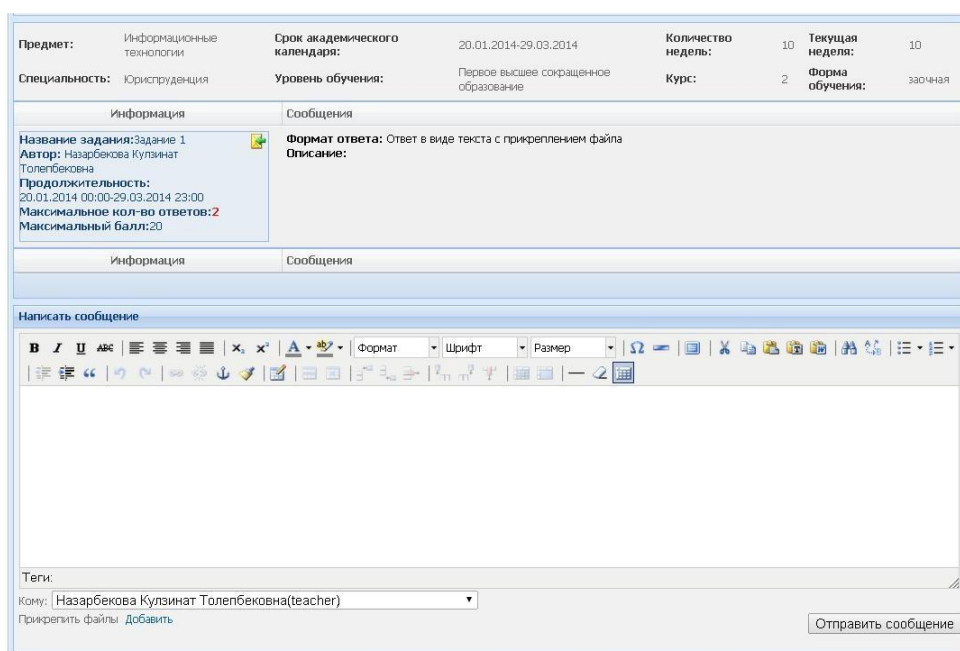 Предмет: Информационные технологии Срок академического календаря: 20.01.2014-29.03.2014 Количество недель: 10 Текущая неделя: 10
Специальность: Юриспруденция Уровень обучения: Первое высшее сокращенное образование Курс: 2 Форма обучения: заочная
Информация Сообщения
Название задания:Задание 1
Автор: Назарбекова Кулзинат
Толепбековна
Продолжительность:
20.01.2014 00:00-29.03.2014 23:00
Максимальное кол-во ответов:2
Максимальный балл:20
Формат ответа: Ответ в виде текста с прикреплением файла
Описание:
Информация Сообщения
Написать сообщение
B I U ABC x₂ x² A ab Формат Шрифт Размер Ω
Теги:
Кому: Назарбекова Кулзинат Толепбековна(teacher)
Прикрепить файлы Добавить
Отправить сообщение